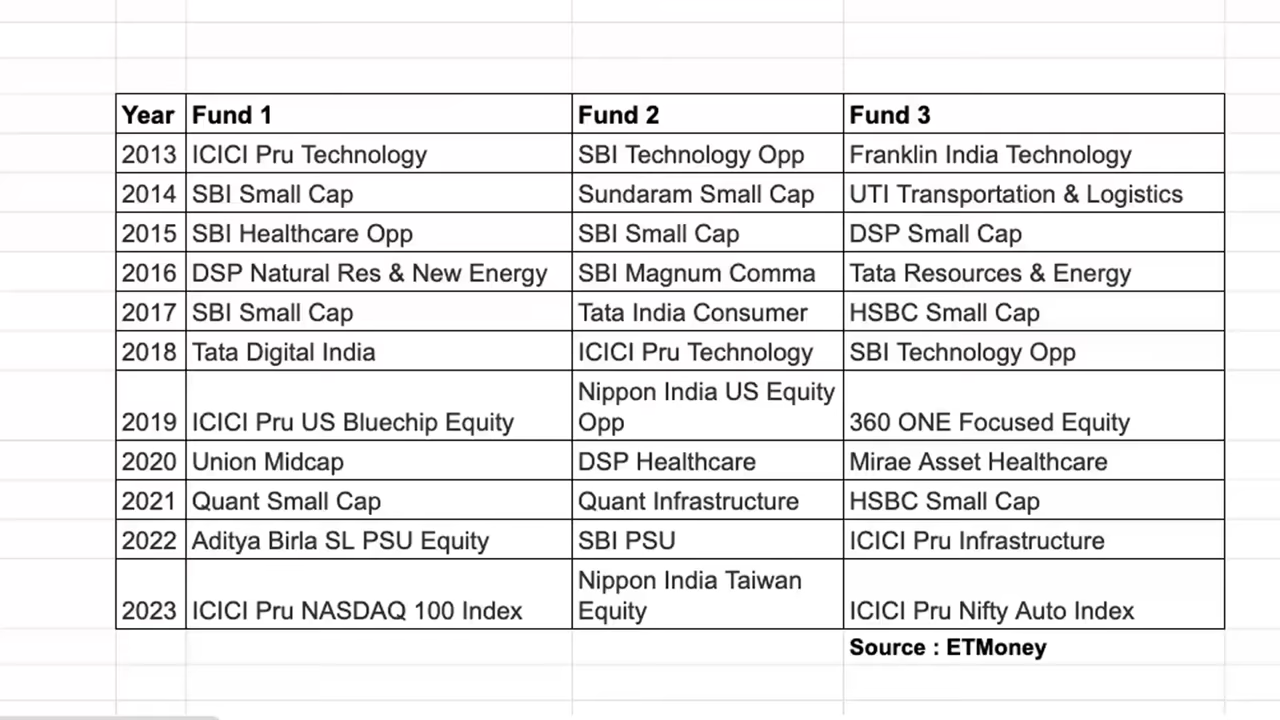 Year Fund 1 Fund 2 Fund 3
2013 ICICI Pru Technology SBI Technology Opp Franklin India Technology
2014 SBI Small Cap Sundaram Small Cap UTI Transportation & Logistics
2015 SBI Healthcare Opp SBI Small Cap DSP Small Cap
2016 DSP Natural Res & New Energy SBI Magnum Comma Tata Resources & Energy
2017 SBI Small Cap Tata India Consumer HSBC Small Cap
2018 Tata Digital India ICICI Pru Technology SBI Technology Opp
Nippon India US Equity
2019 ICICI Pru US Bluechip Equity Opp 360 ONE Focused Equity
2020 Union Midcap DSP Healthcare Mirae Asset Healthcare
2021 Quant Small Cap Quant Infrastructure HSBC Small Cap
2022 Aditya Birla SL PSU Equity SBI PSU ICICI Pru Infrastructure
Nippon India Taiwan
2023 ICICI Pru NASDAQ 100 Index Equity ICICI Pru Nifty Auto Index
Source : ETMoney